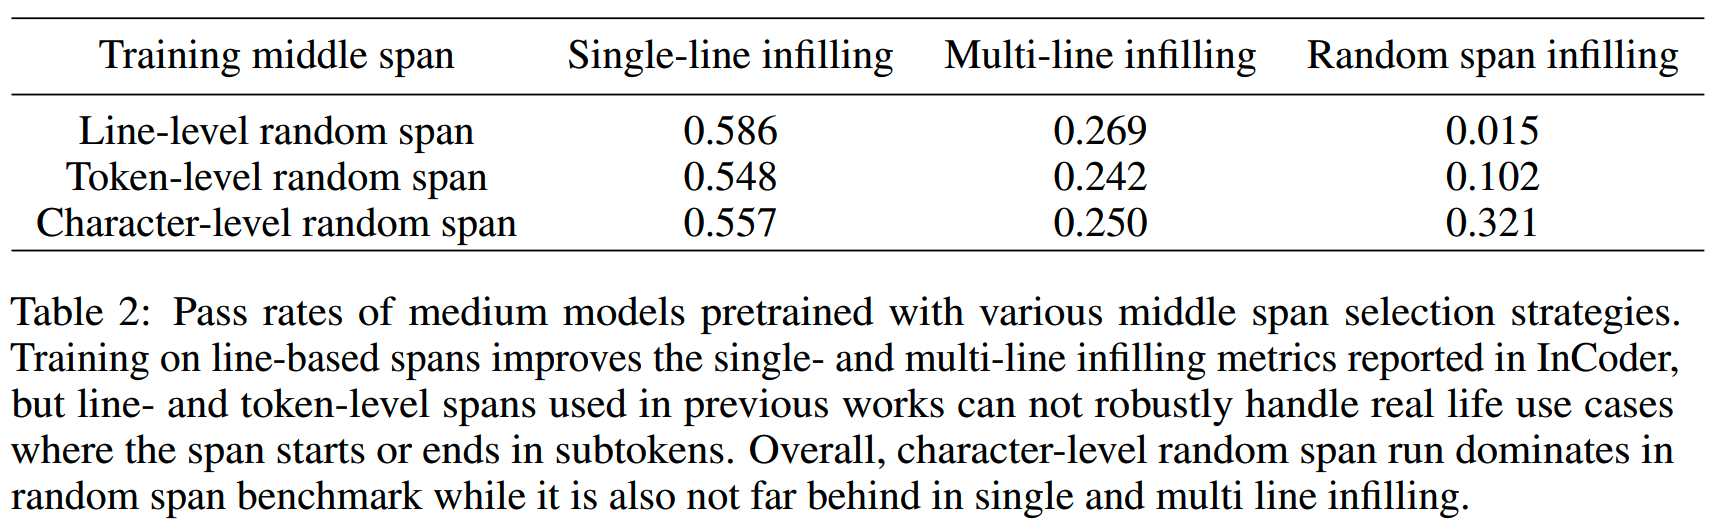 Training middle span Single-line infilling Multi-line infilling Random span infilling
Line-level random span 0.586 0.269 0.015
Token-level random span 0.548 0.242 0.102
Character-level random span 0.557 0.250 0.321
Table 2: Pass rates of medium models pretrained with various middle span selection strategies.
Training on line-based spans improves the single- and multi-line infilling metrics reported in InCoder,
but line- and token-level spans used in previous works can not robustly handle real life use cases
where the span starts or ends in subtokens. Overall, character-level random span run dominates in
random span benchmark while it is also not far behind in single and multi line infilling.